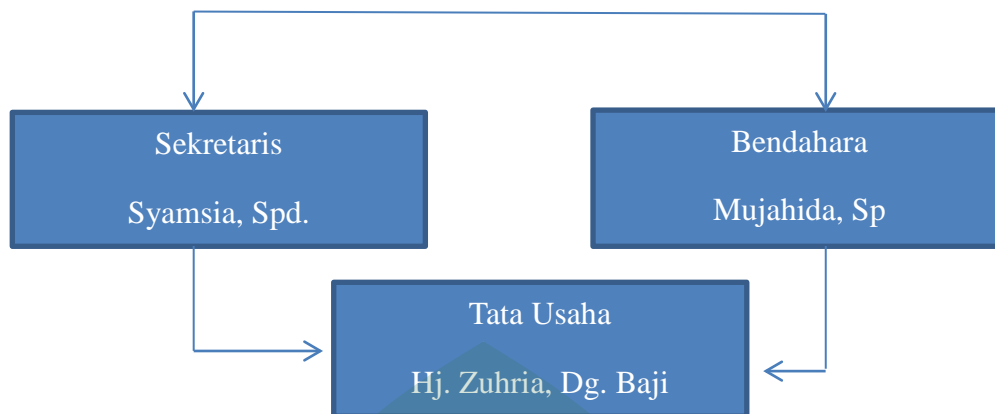 Sekretaris
Syamsia, Spd.
Bendahara
Mujahida, Sp
Tata Usaha
Hj. Zuhria, Dg. Baji